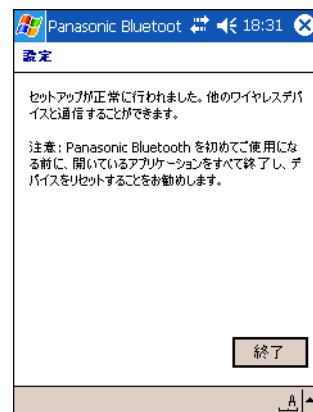 Panasonic Bluetoot 18:31
設定
セットアップが正常に行われました。他のワイヤレスデバ
イスと通信することができます。
注意: Panasonic Bluetooth を初めてご使用にな
る前に、開いているアプリケーションをすべて終了し、デ
バイスをリセットすることをお勧めします。
終了
A